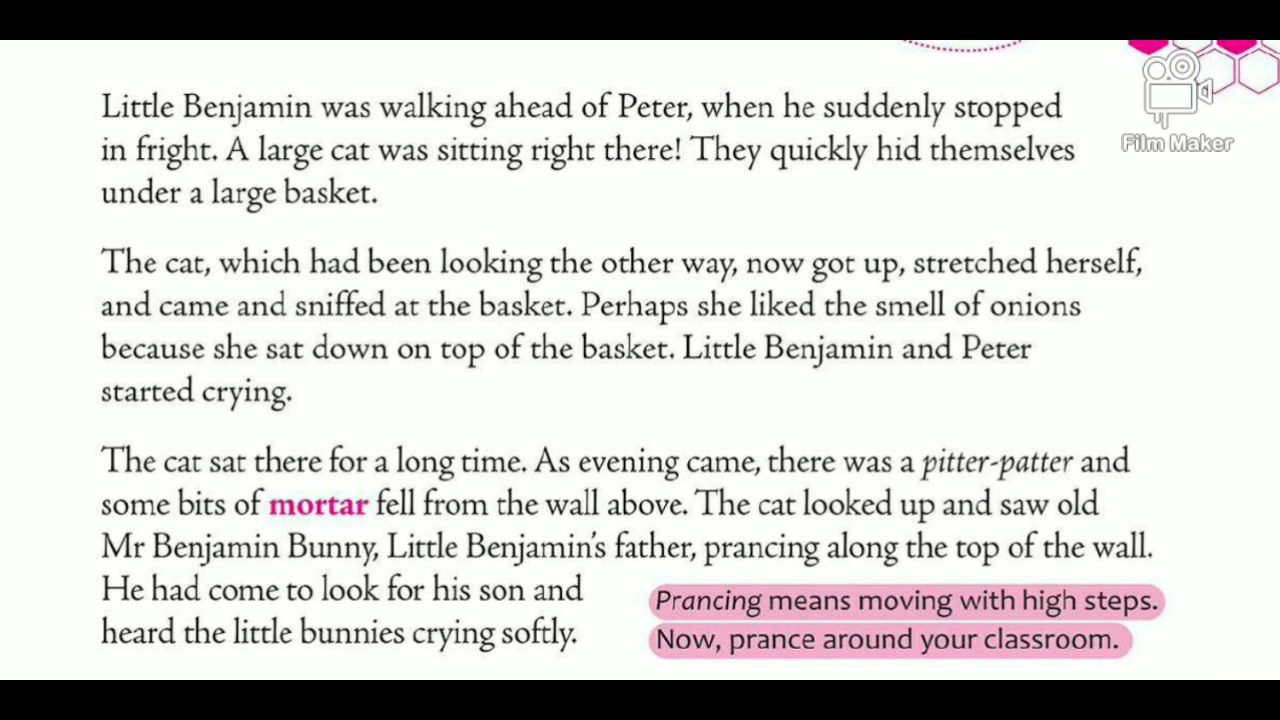 Film Maker
Little Benjamin was walking ahead of Peter, when he suddenly stopped
in fright. A large cat was sitting right there! They quickly hid themselves
under a large basket.
The cat, which had been looking the other way, now got up, stretched herself,
and came and sniffed at the basket. Perhaps she liked the smell of onions
because she sat down on top of the basket. Little Benjamin and Peter
started crying.
The cat sat there for a long time. As evening came, there was a pitter-patter and
some bits of mortar fell from the wall above. The cat looked up and saw old
Mr Benjamin Bunny, Little Benjamin's father, prancing along the top of the wall.
He had come to look for his son and
heard the little bunnies crying softly.
Prancing means moving with high steps.
Now, prance around your classroom.